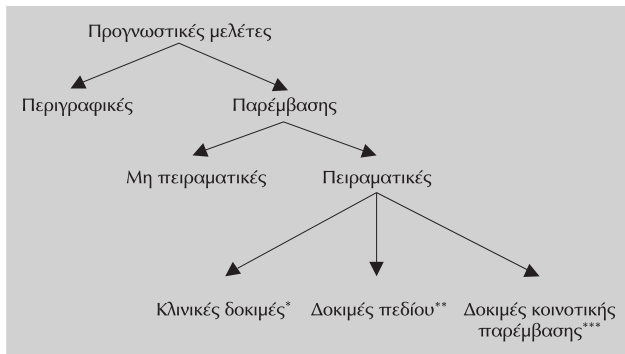 Προγνωστικές μελέτες
Περιγραφικές
Παρέμβασης
Μη πειραματικές
Πειραματικές
Κλινικές δοκιμές*
Δοκιμές πεδίου**
Δοκιμές κοινοτικής
παρέμβασης***